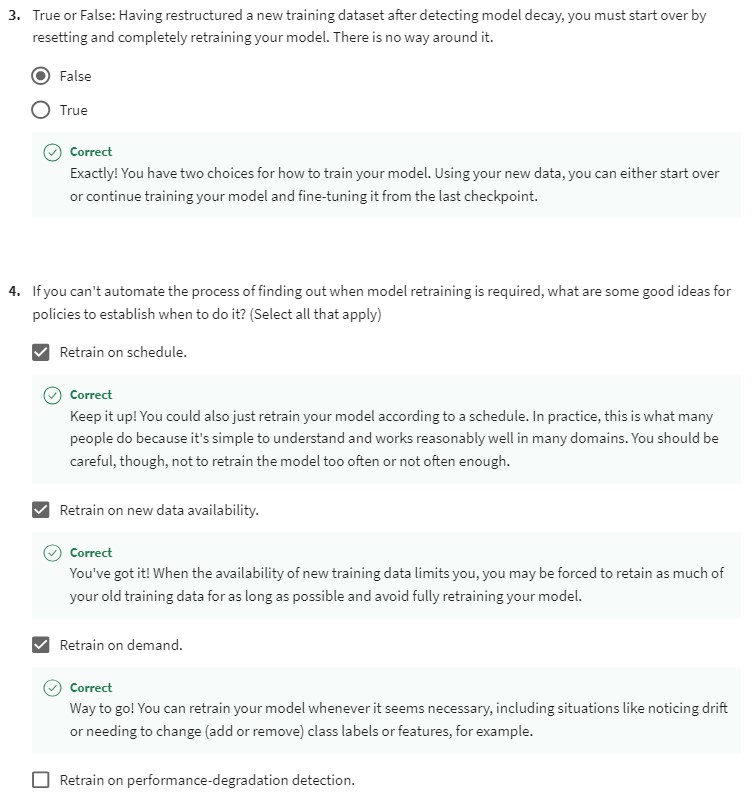 3. True or False: Having restructured a new training dataset after detecting model decay, you must start over by
resetting and completely retraining your model. There is no way around it.
False
True
Correct
Exactly! You have two choices for how to train your model. Using your new data, you can either start over
or continue training your model and fine-tuning it from the last checkpoint.
4. If you can't automate the process of finding out when model retraining is required, what are some good ideas for
policies to establish when to do it? (Select all that apply)
Retrain on schedule.
Correct
Keep it up! You could also just retrain your model according to a schedule. In practice, this is what many
people do because it's simple to understand and works reasonably well in many domains. You should be
careful, though, not to retrain the model too often or not often enough.
Retrain on new data availability.
Correct
You've got it! When the availability of new training data limits you, you may be forced to retain as much of
your old training data for as long as possible and avoid fully retraining your model.
Retrain on demand.
Correct
Way to go! You can retrain your model whenever it seems necessary, including situations like noticing drift
or needing to change (add or remove) class labels or features, for example.
Retrain on performance-degradation detection.